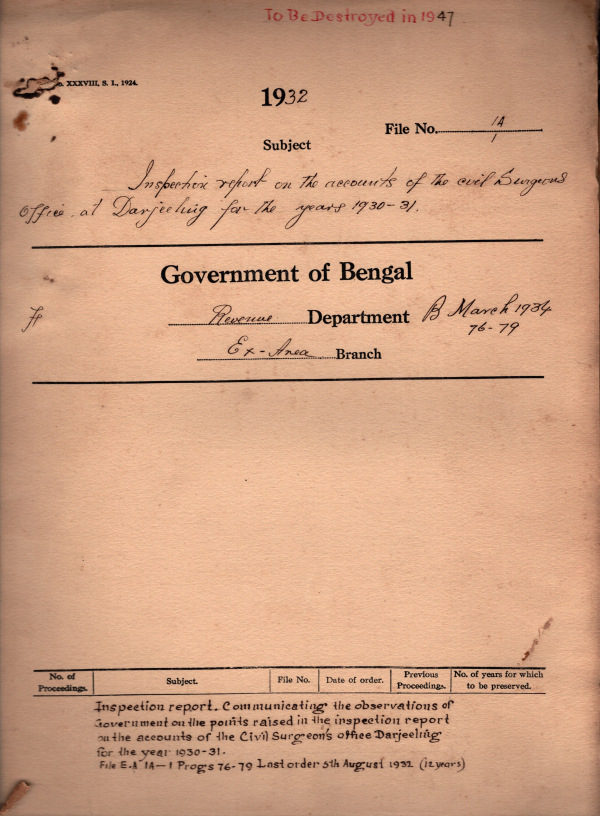 To Be Destroyed in 1947
XXXVIII, S. I., 1924.
1932
File No. 1A/1
Subject
Inspection report on the accounts of the civil Surgeons
Office at Darjeeling for the years 1930-31.
Government of Bengal
Revenue Department B March 1934
76-79
Ex-Area Branch
No. of Proceedings. Subject. File No. Date of order. Previous Proceedings. No. of years for which to be preserved.
Inspection report. Communicating the observations of
Government on the points raised in the inspection report
on the accounts of the Civil Surgeon's office Darjeeling
for the year 1930-31.
File E.A 1A-1 Progs 76-79 Last order 5th August 1932 (12 years)